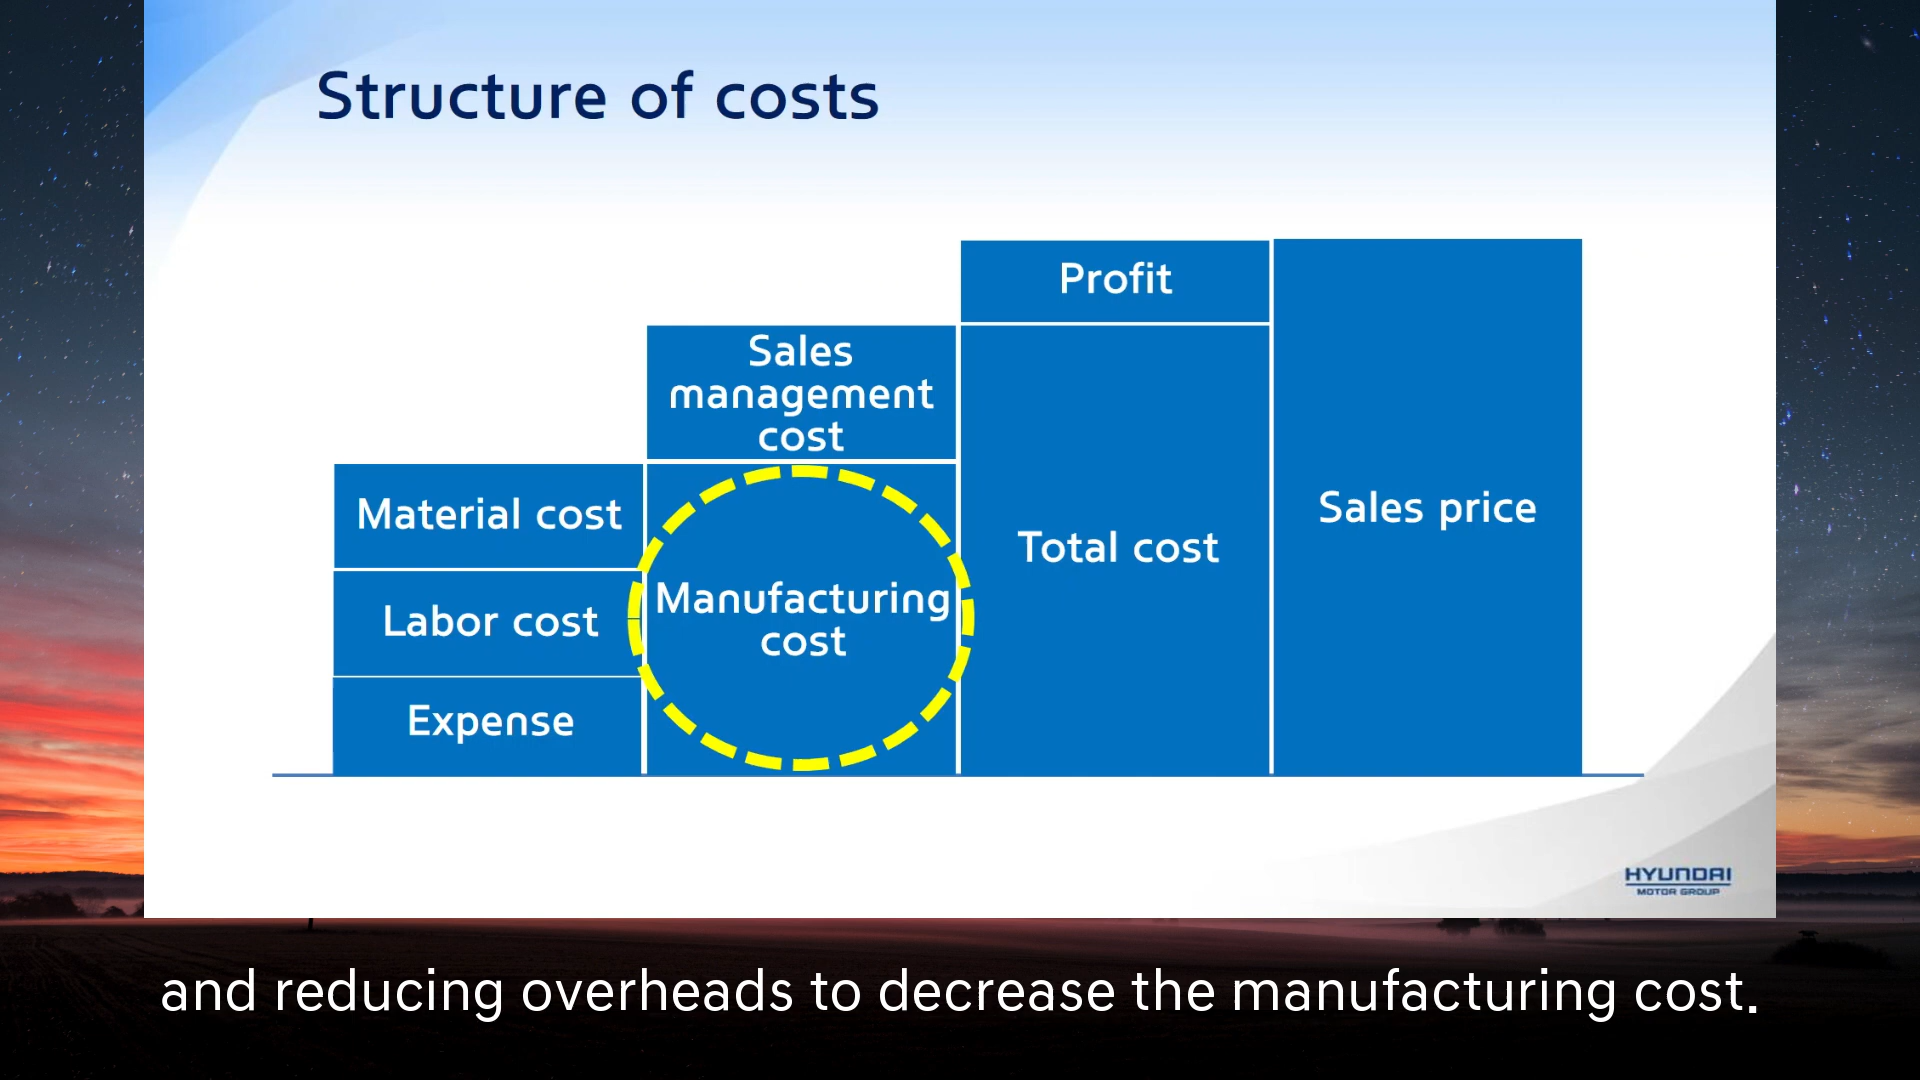 Structure of costs
Profit
Sales
management
cost
Material cost
Labor cost
Expense
Manufacturing
cost
Total cost
Sales price
HYUNDAI
MOTOR GROUP
and reducing overheads to decrease the manufacturing cost.